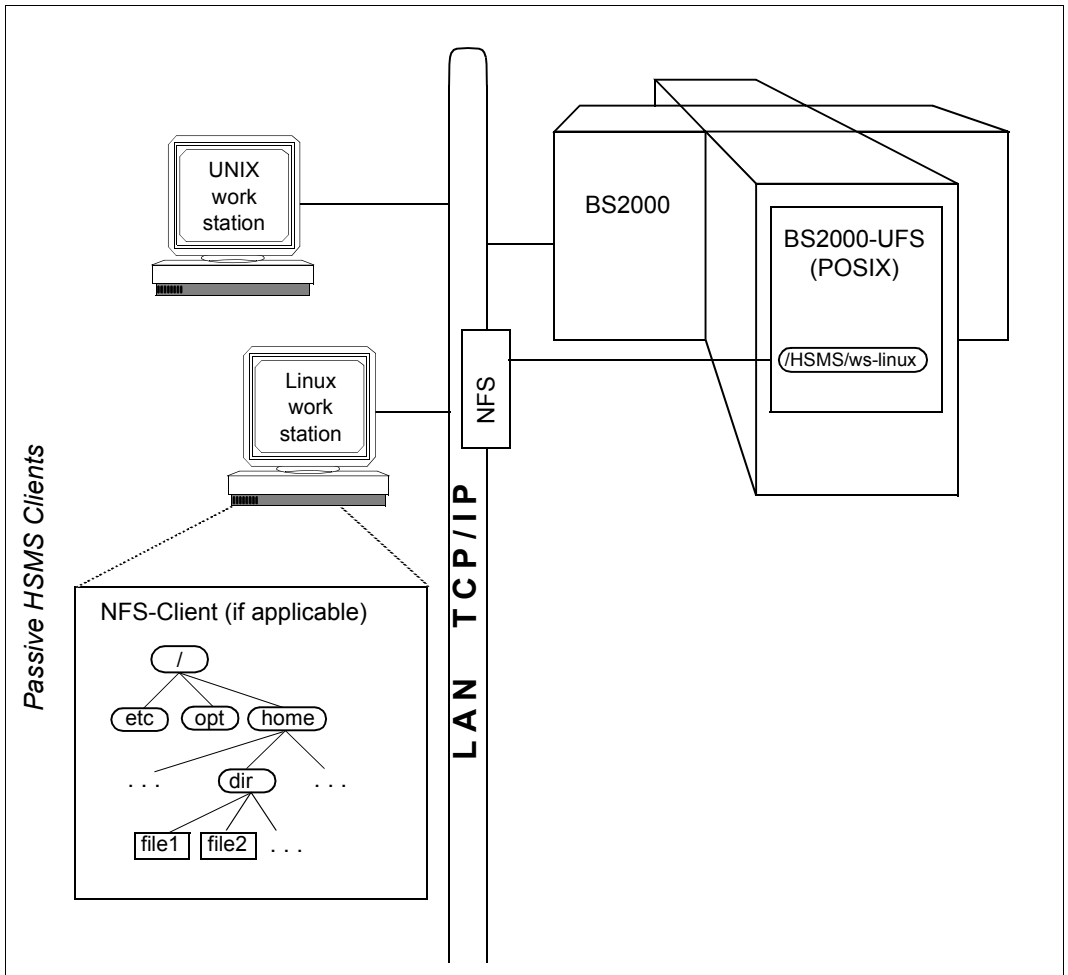 UNIX
work
station
BS2000
BS2000-UFS
(POSIX)
/HSMS/ws-linux
Linux
work
station
NFS
Passive HSMS Clients
LAN TCP/IP
NFS-Client (if applicable)
/
etc opt home
. . . dir . . .
file1 file2 . . .